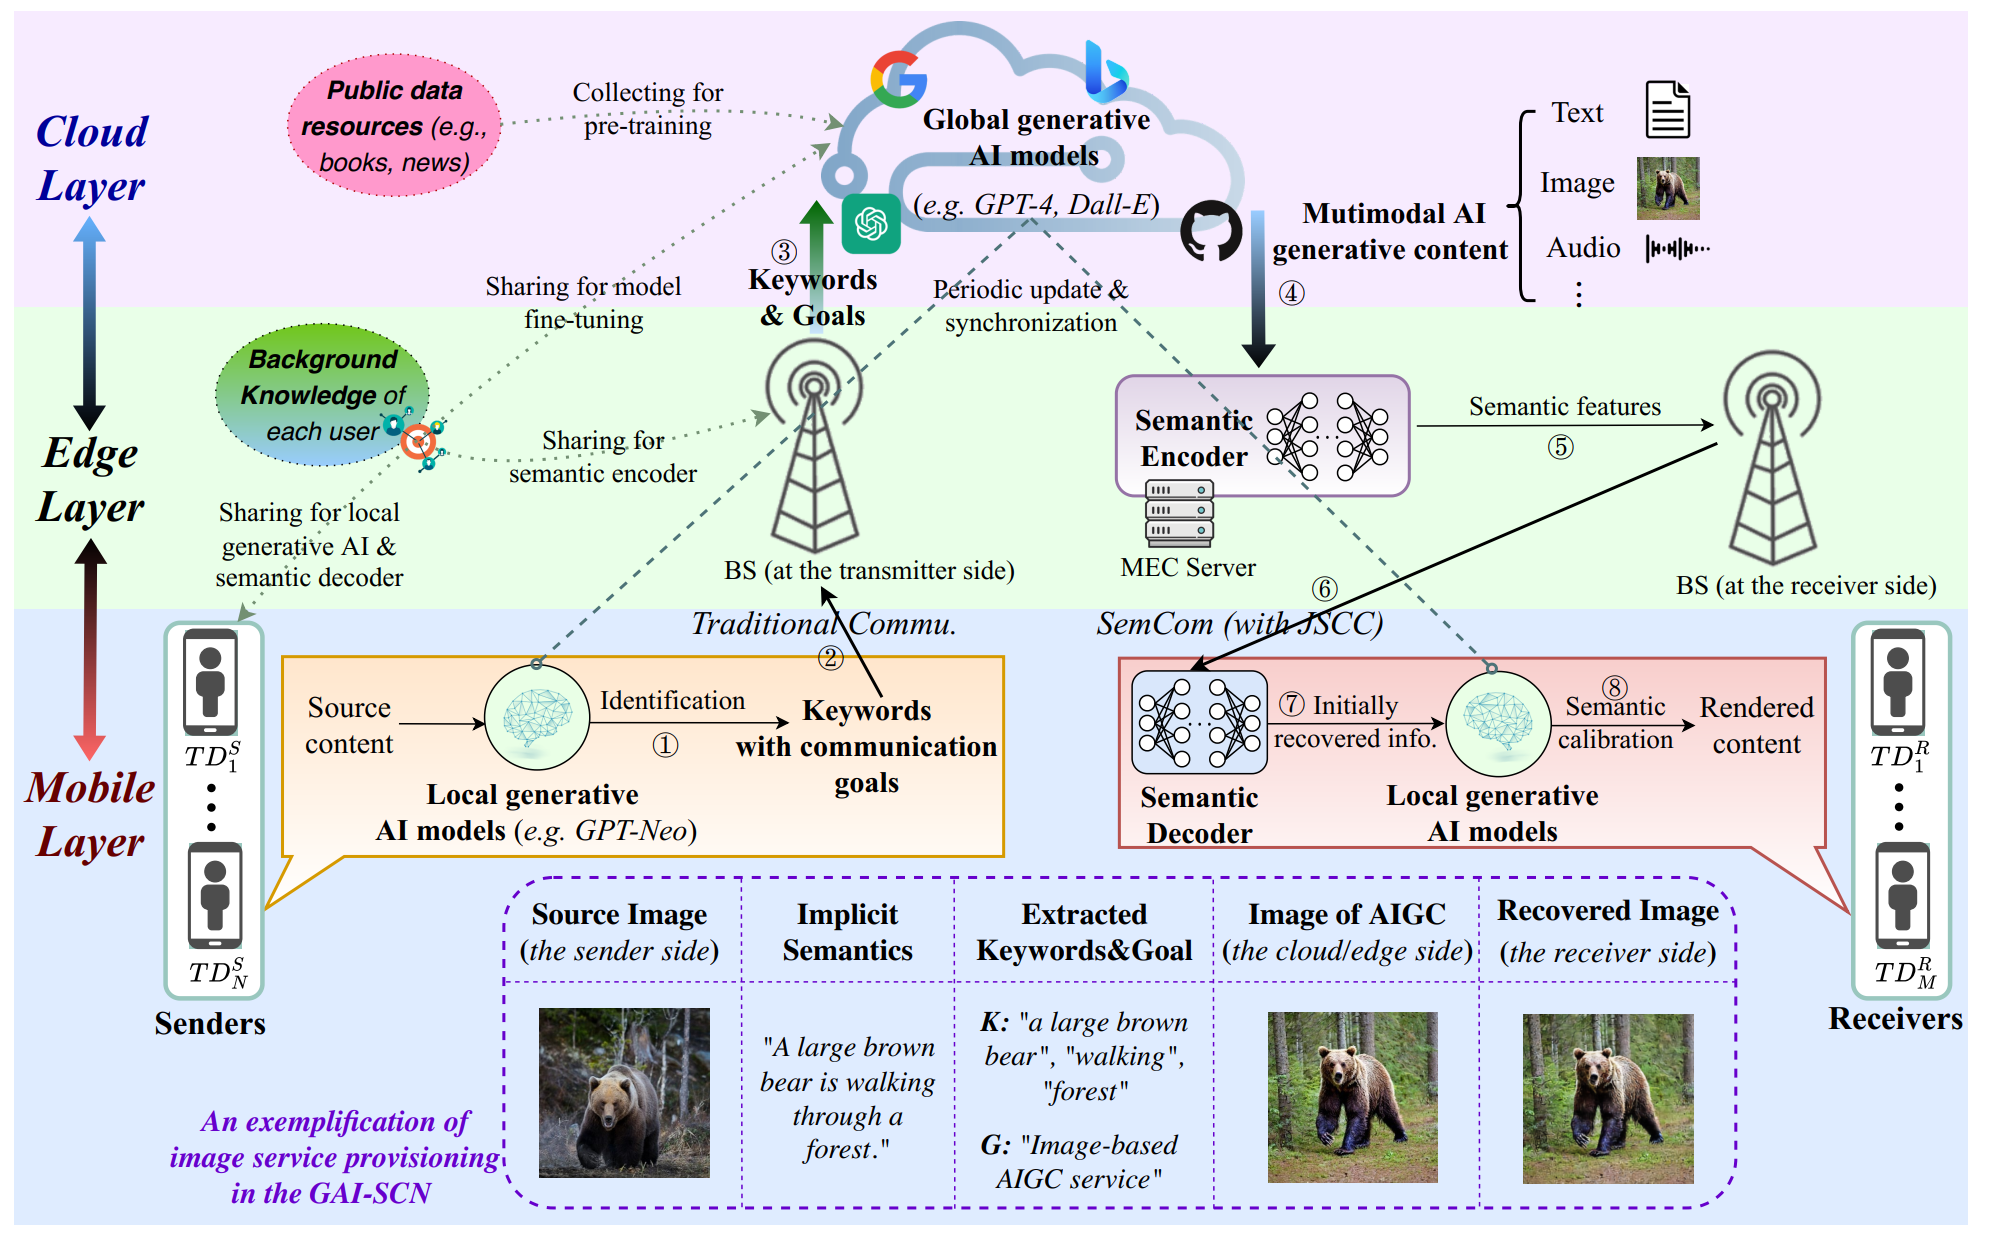 Cloud
Layer
Edge
Layer
Mobile
Layer
Public data
resources (e.g.,
books, news)
Collecting for
pre-training
Global generative
AI models
(e.g. GPT-4, Dall-E)
③
Keywords
& Goals
Sharing for model
fine-tuning
Periodic update &
synchronization
④
Mutimodal AI
generative content
Text
Image
Audio
Background
Knowledge of
each user
Sharing for
semantic encoder
Sharing for local
generative AI &
semantic decoder
BS (at the transmitter side)
Semantic
Encoder
MEC Server
Semantic features
⑤
BS (at the receiver side)
⑥
Traditional Commu.
SemCom (with JSCC)
②
TD₁ˢ
TD_Nˢ
Senders
Source
content
Identification
①
Keywords
with communication
goals
Local generative
AI models (e.g. GPT-Neo)
Semantic
Decoder
⑦ Initially
recovered info.
Local generative
AI models
⑧
Semantic
calibration
Rendered
content
TD₁ᴿ
TD_Mᴿ
Receivers
An exemplification of
image service provisioning
in the GAI-SCN
Source Image
(the sender side)
Implicit
Semantics
Extracted
Keywords&Goal
Image of AIGC
(the cloud/edge side)
Recovered Image
(the receiver side)
"A large brown
bear is walking
through a
forest."
K: "a large brown
bear", "walking",
"forest"
G: "Image-based
AIGC service"